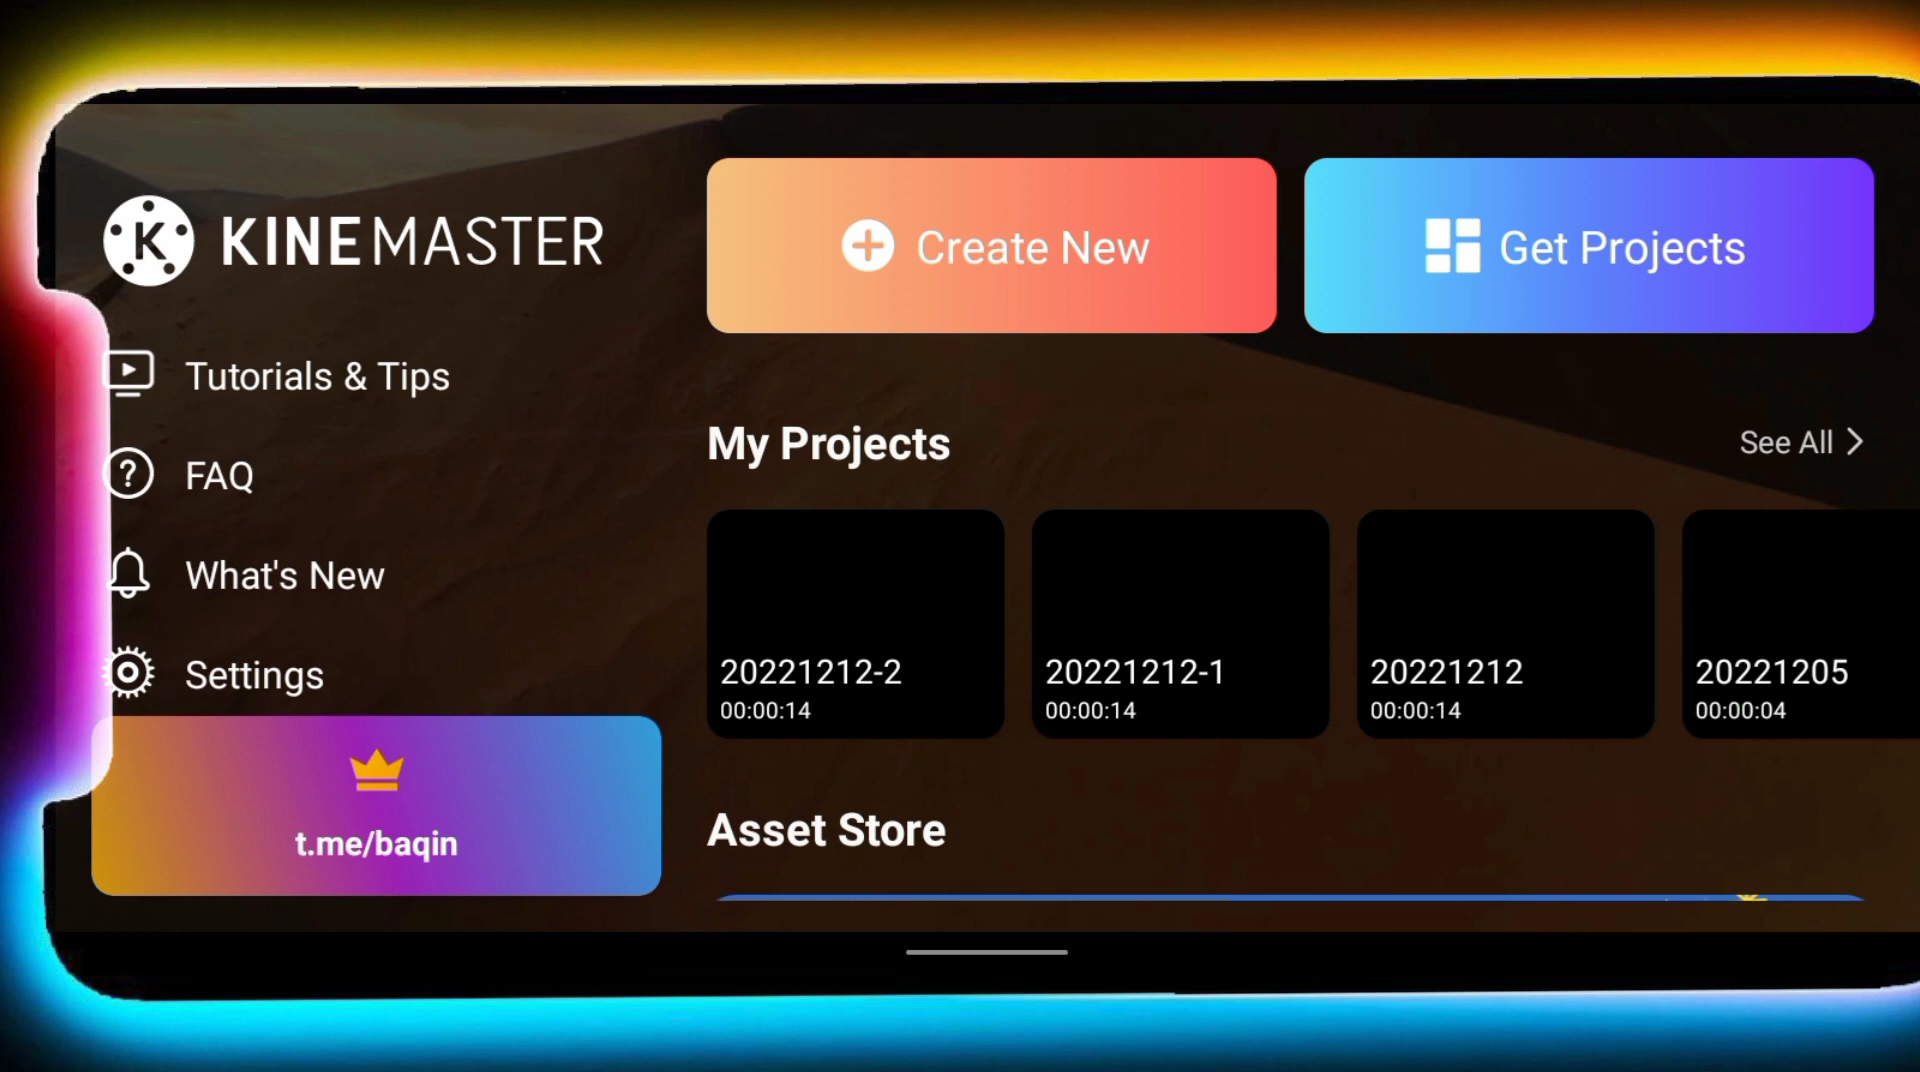 KINEMASTER
Tutorials & Tips
FAQ
What's New
Settings
t.me/baqin
Create New
Get Projects
My Projects
See All
20221212-2
00:00:14
20221212-1
00:00:14
20221212
00:00:14
20221205
00:00:04
Asset Store